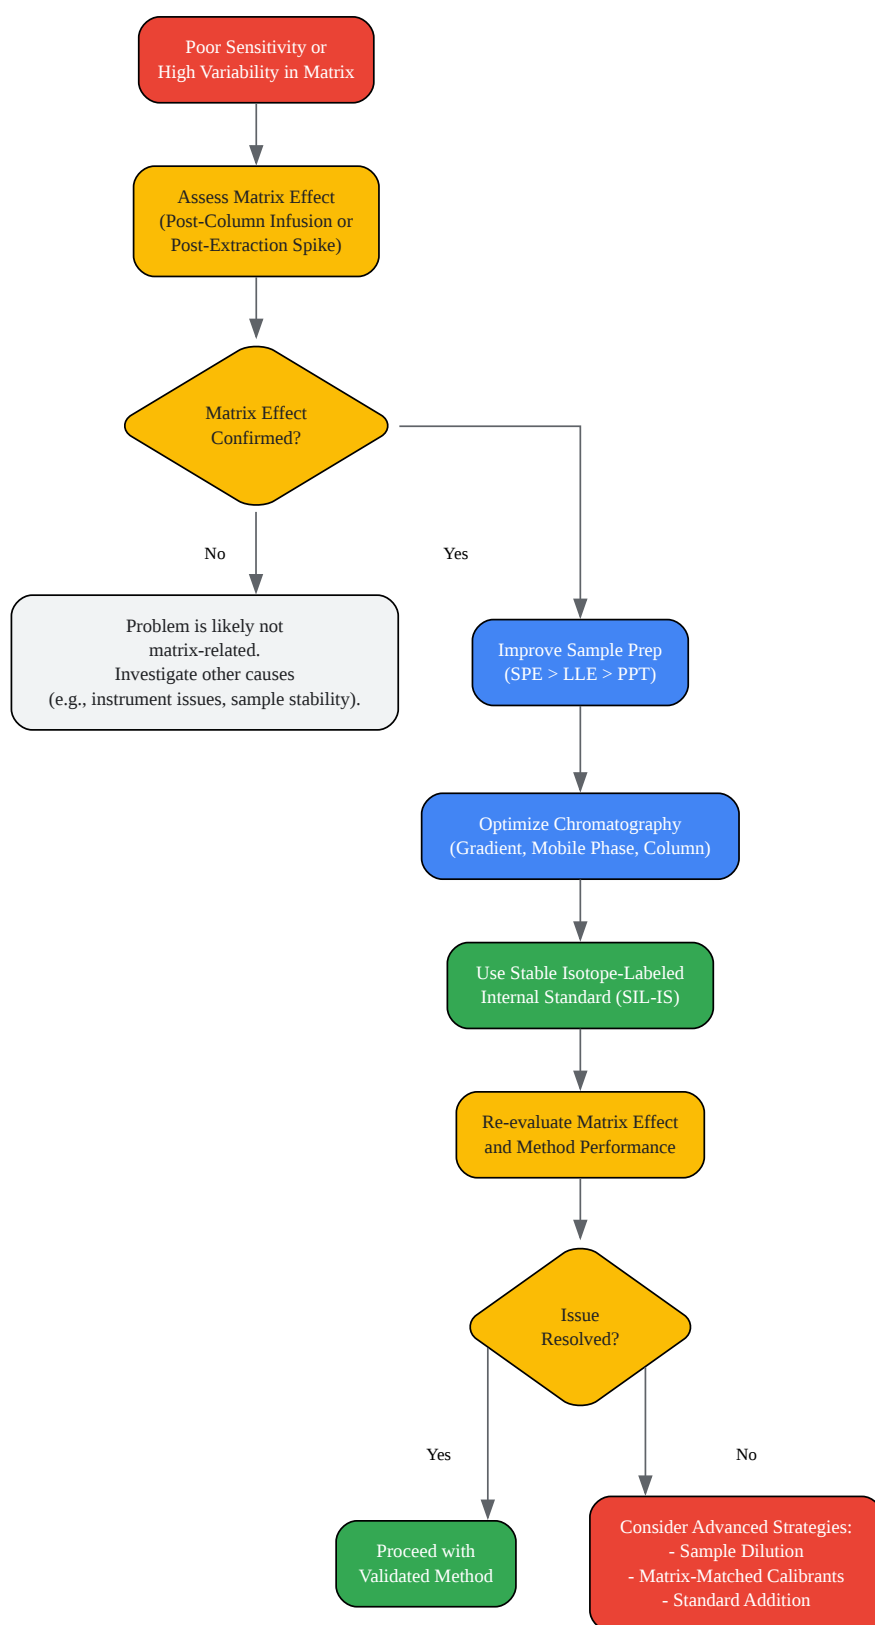 Poor Sensitivity or
High Variability in Matrix
Assess Matrix Effect
(Post-Column Infusion or
Post-Extraction Spike)
Matrix Effect
Confirmed?
No
Yes
Problem is likely not
matrix-related.
Investigate other causes
(e.g., instrument issues, sample stability).
Improve Sample Prep
(SPE > LLE > PPT)
Optimize Chromatography
(Gradient, Mobile Phase, Column)
Use Stable Isotope-Labeled
Internal Standard (SIL-IS)
Re-evaluate Matrix Effect
and Method Performance
Issue
Resolved?
Yes
No
Proceed with
Validated Method
Consider Advanced Strategies:
- Sample Dilution
- Matrix-Matched Calibrants
- Standard Addition